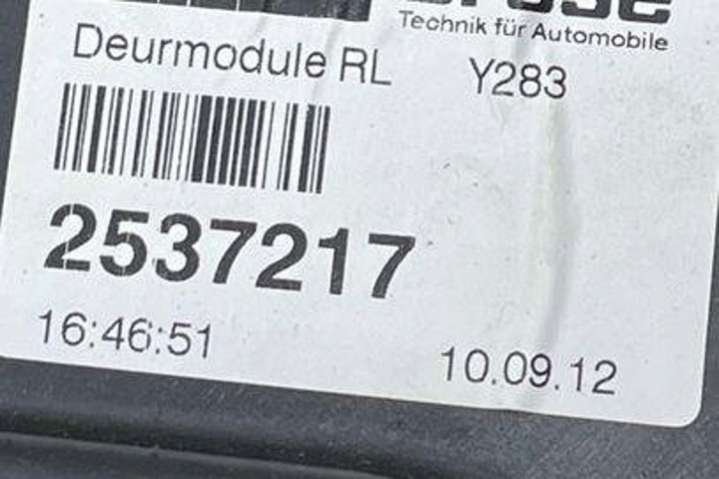 Technik für Automobile
Deurmodule RL Y283
2537217
16:46:51 10.09.12